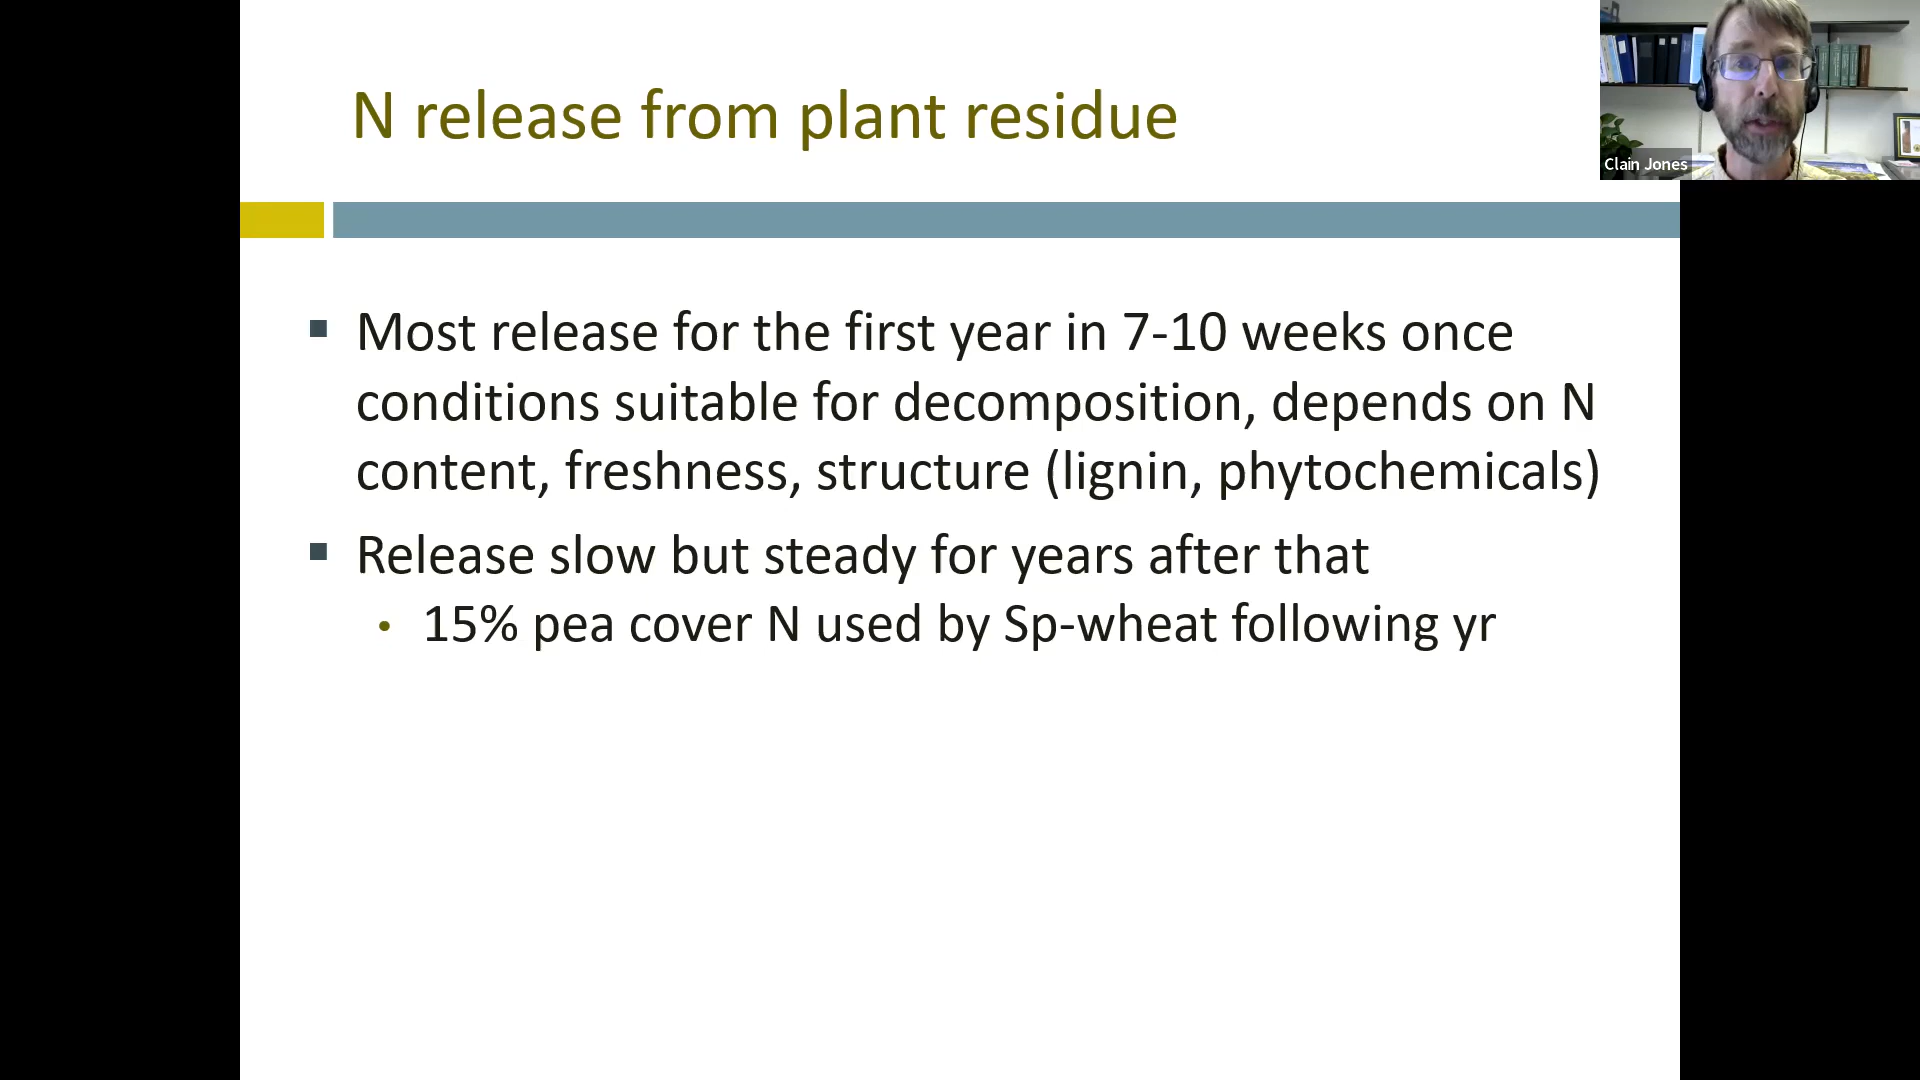 N release from plant residue
Clain Jones
Most release for the first year in 7-10 weeks once
conditions suitable for decomposition, depends on N
content, freshness, structure (lignin, phytochemicals)
Release slow but steady for years after that
15% pea cover N used by Sp-wheat following yr